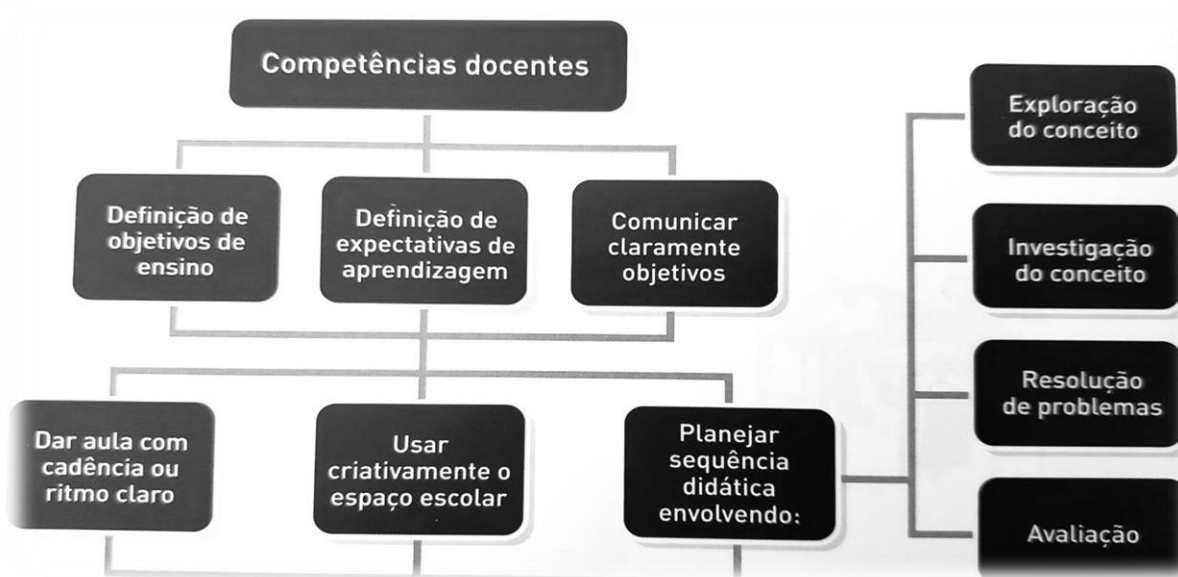 Competências docentes
Definição de
objetivos de
ensino
Definição de
expectativas de
aprendizagem
Comunicar
claramente
objetivos
Dar aula com
cadência ou
ritmo claro
Usar
criativamente o
espaço escolar
Planejar
sequência
didática
envolvendo:
Exploração
do conceito
Investigação
do conceito
Resolução
de problemas
Avaliação